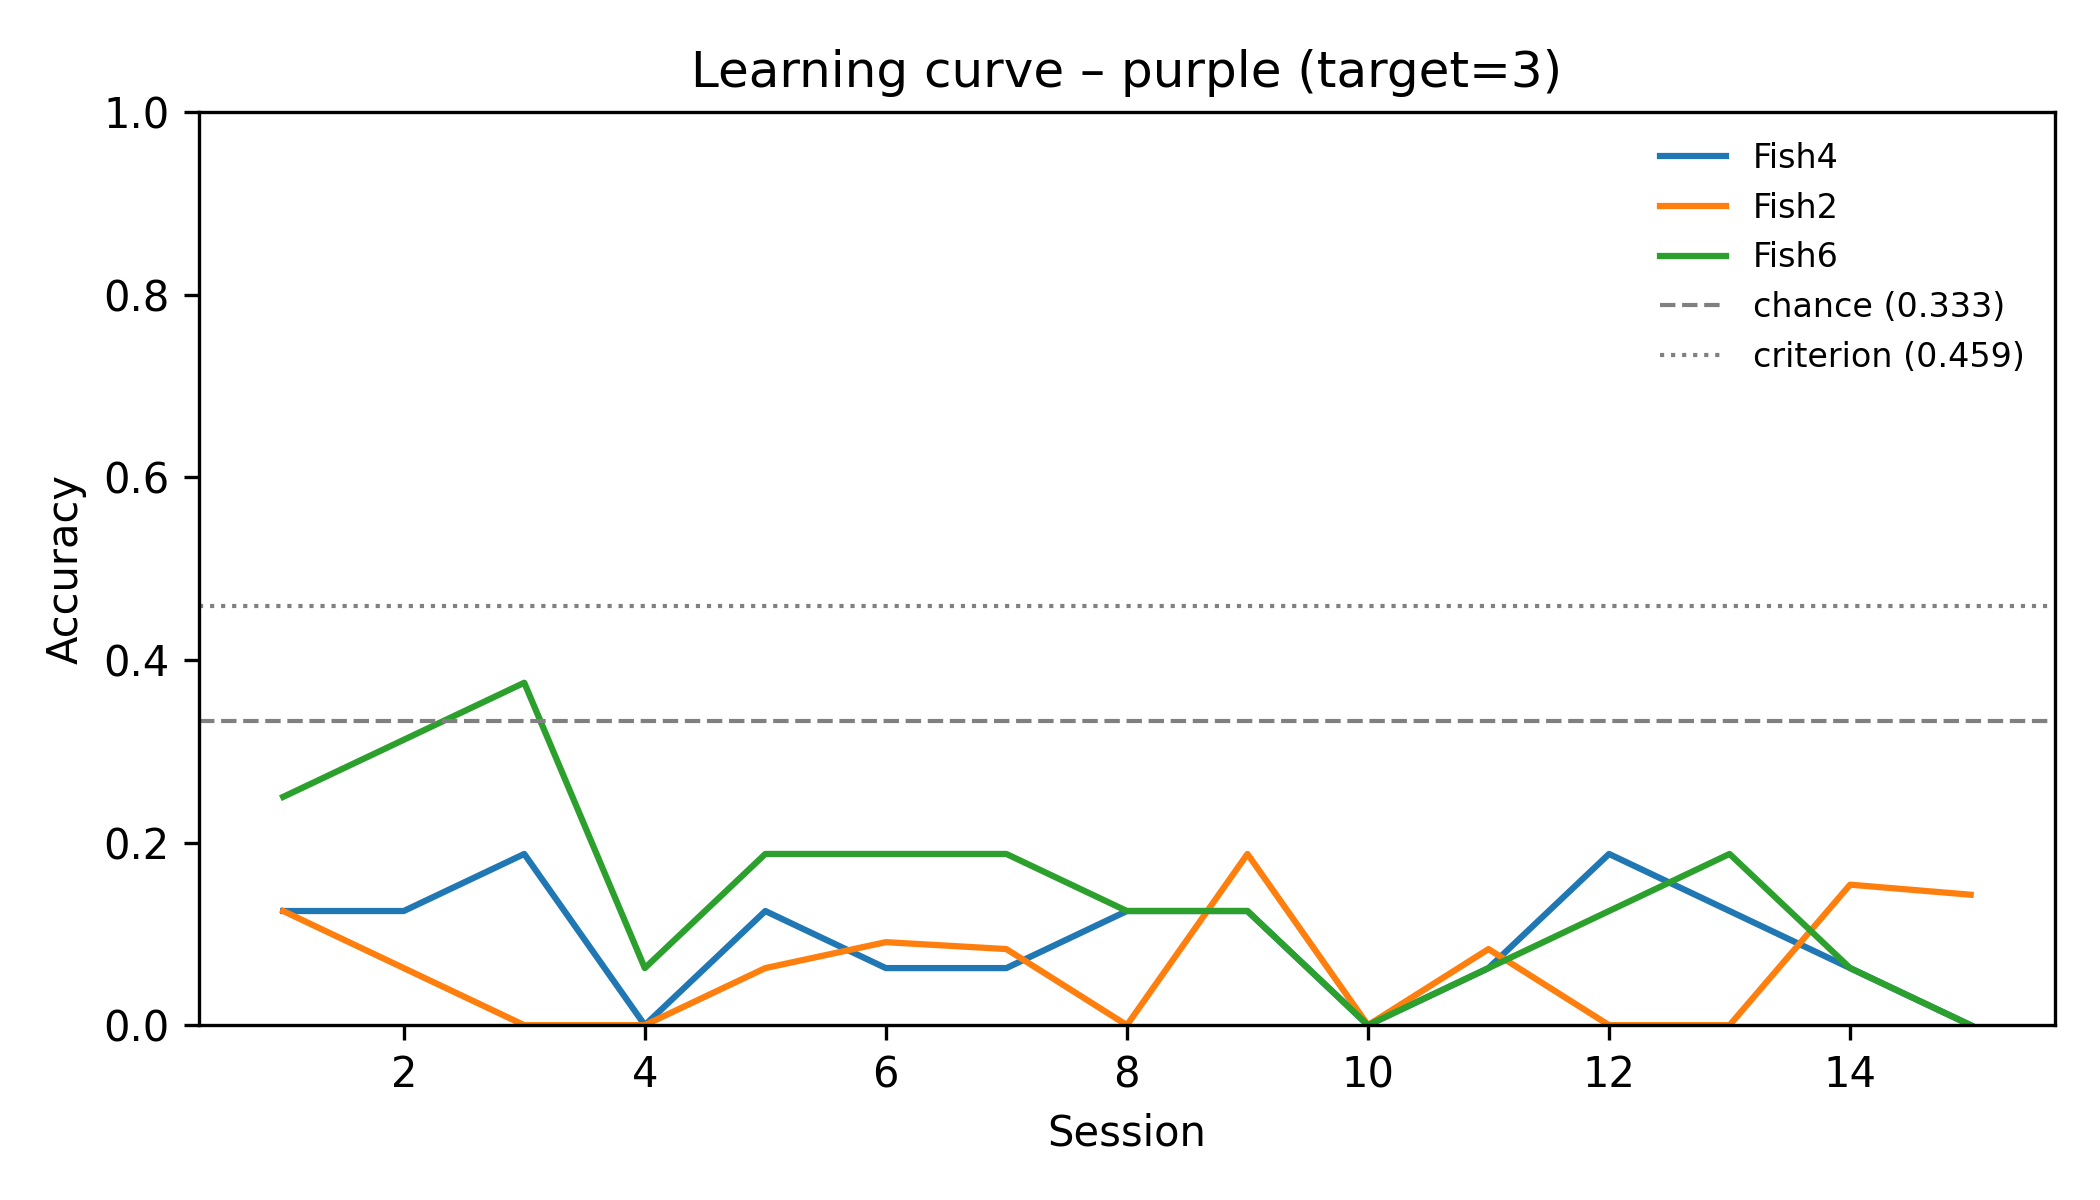 Learning curve – purple (target=3)
1.0
0.8
0.6
0.4
0.2
0.0
Accuracy
Fish4
Fish2
Fish6
chance (0.333)
criterion (0.459)
2 4 6 8 10 12 14
Session